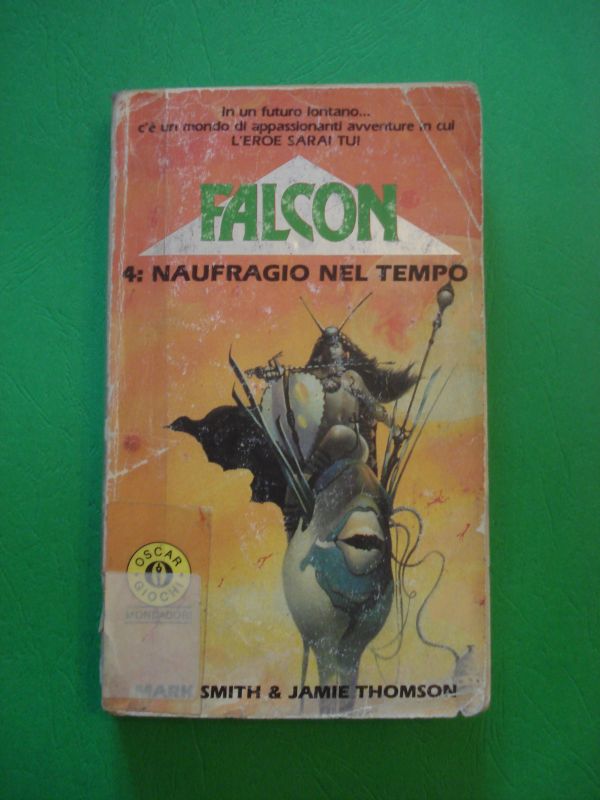 In un futuro lontano...
c'è un mondo di appassionanti avventure in cui
L'EROE SARAI TU!
FALCON
4: NAUFRAGIO NEL TEMPO
OSCAR
GIOCHI
MONDADORI
MARK SMITH & JAMIE THOMSON